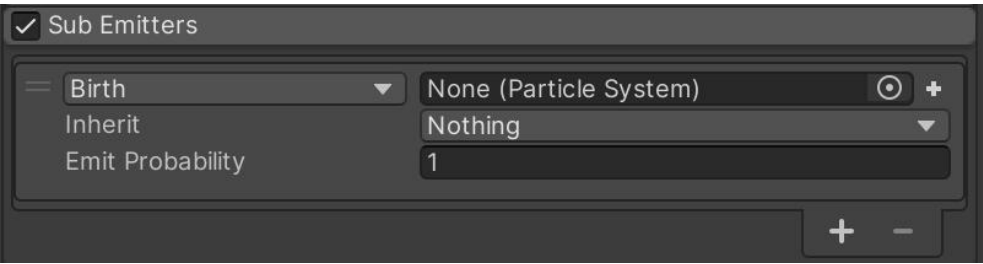 Sub Emitters
Birth None (Particle System)
Inherit Nothing
Emit Probability 1